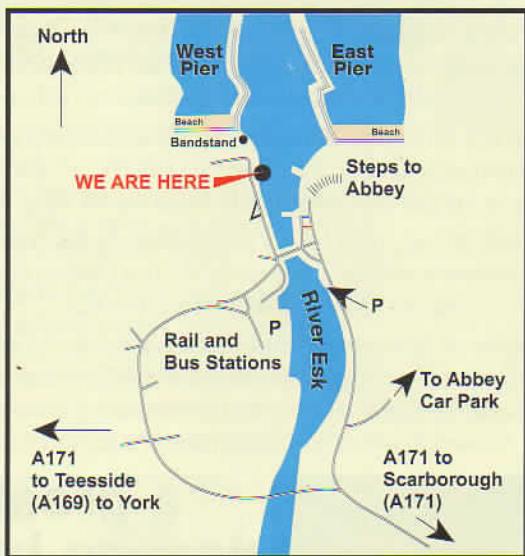 North
West
Pier
East
Pier
Beach
Beach
Bandstand
WE ARE HERE
Steps to
Abbey
River Esk
P
P
Rail and
Bus Stations
To Abbey
Car Park
A171
to Teesside
(A169) to York
A171 to
Scarborough
(A171)